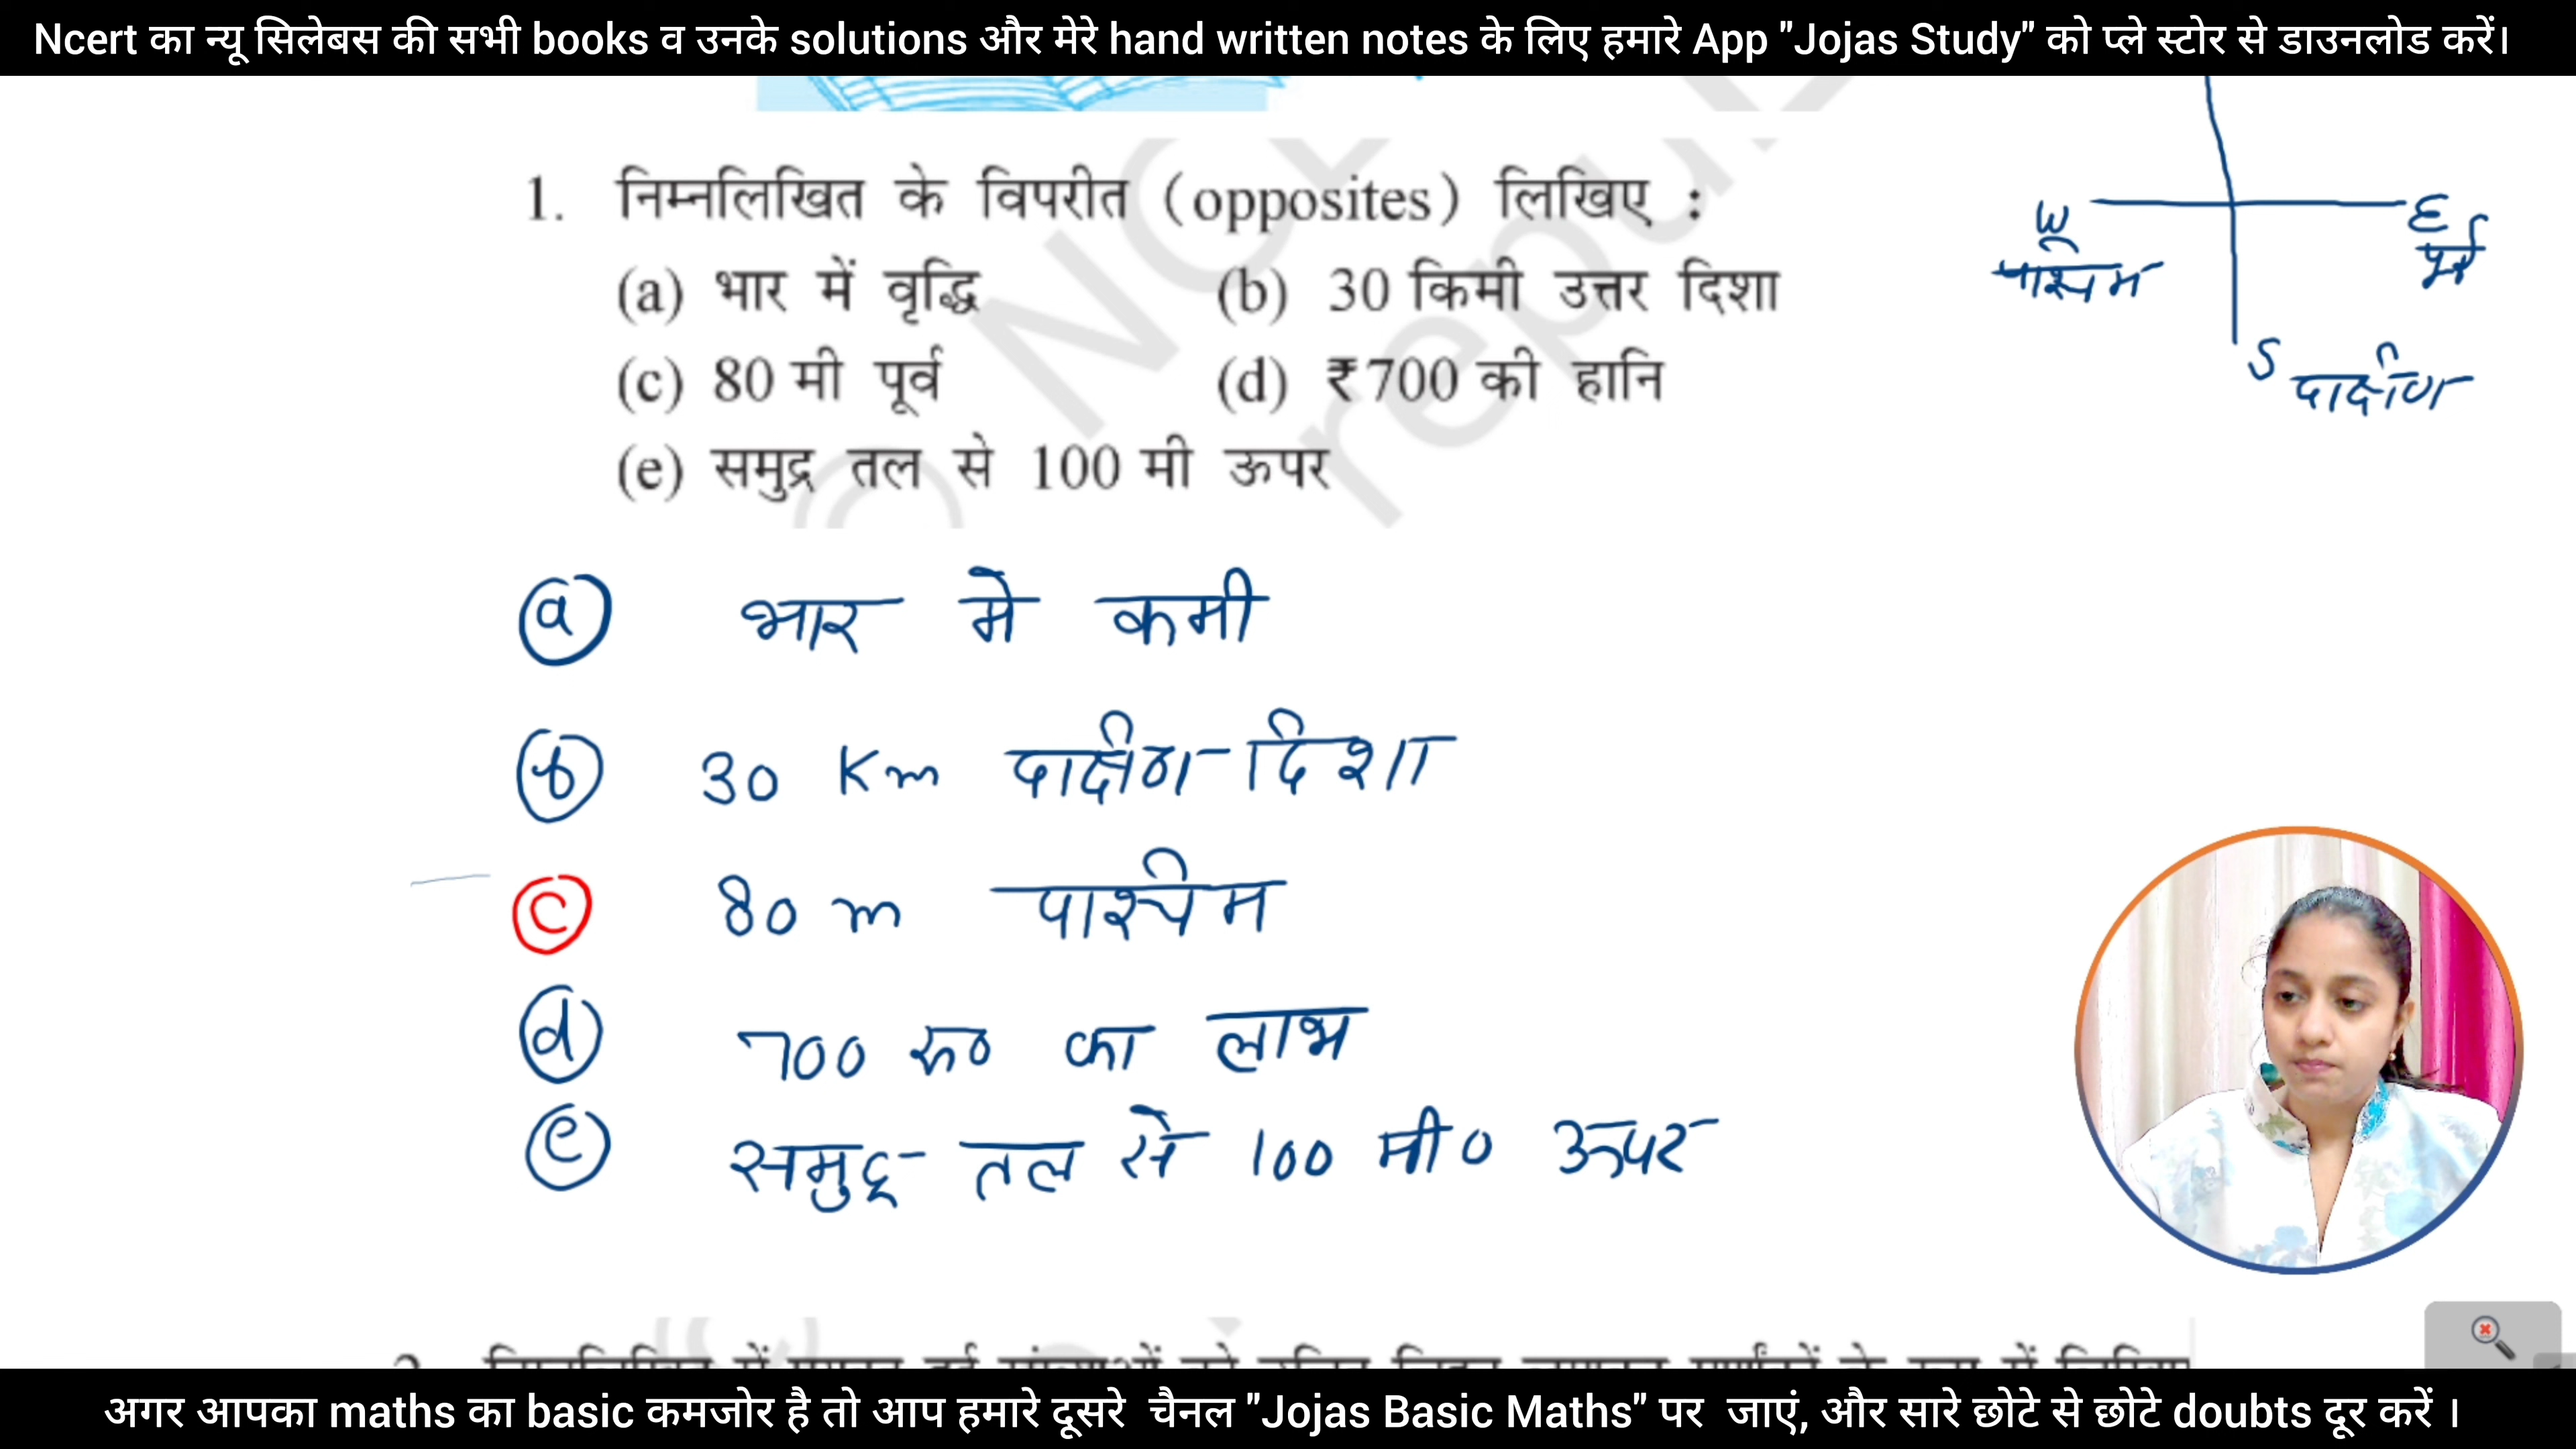 Ncert का न्यू सिलेबस की सभी books व उनके solutions और मेरे hand written notes के लिए हमारे App "Jojas Study" को प्ले स्टोर से डाउनलोड करें।
1. निम्नलिखित के विपरीत (opposites) लिखिए :
(a) भार में वृद्धि (b) 30 किमी उत्तर दिशा
(c) 80 मी पूर्व (d) ₹700 की हानि
(e) समुद्र तल से 100 मी ऊपर
W E
पश्चिम पूर्व
S दक्षिण
(a) भार मे कमी
(b) 30 Km दक्षिण दिशा
(c) 80 m पश्चिम
(d) 700 रु० का लाभ
(e) समुद्र तल से 100 मी० ऊपर
अगर आपका maths का basic कमजोर है तो आप हमारे दूसरे चैनल "Jojas Basic Maths" पर जाएं, और सारे छोटे से छोटे doubts दूर करें ।